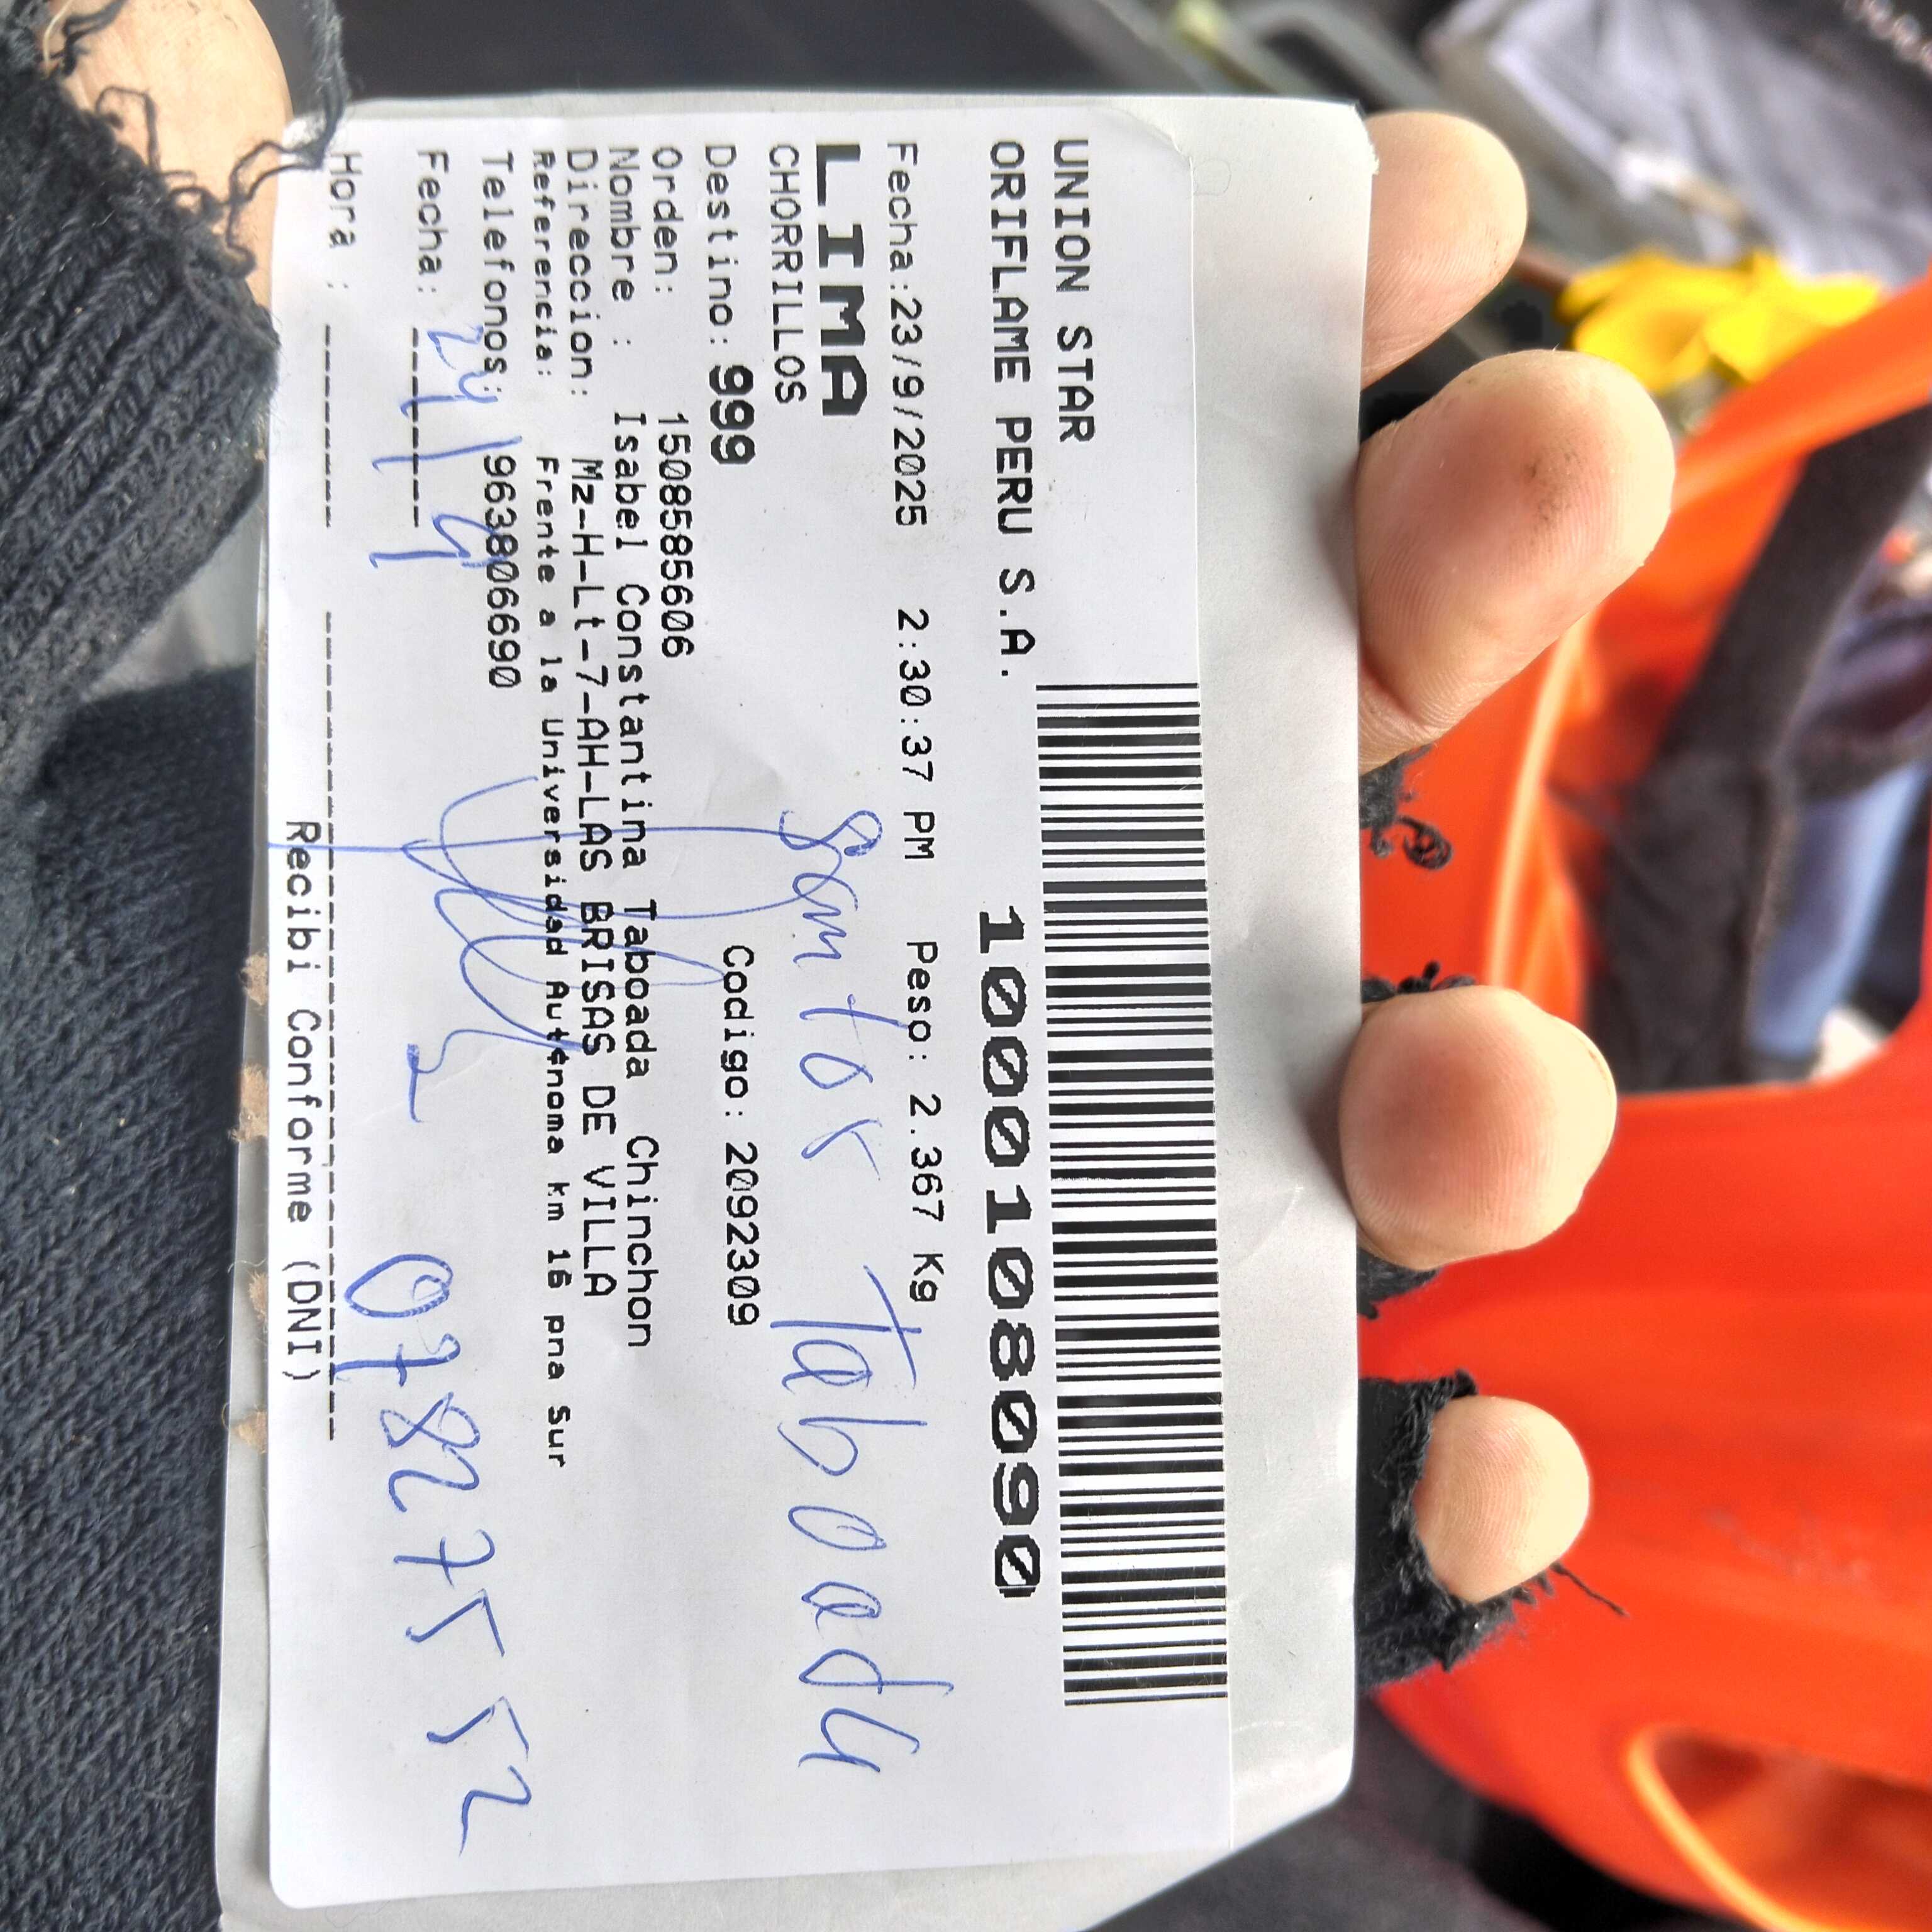 UNION STAR
ORIFLAME PERU S.A. 1000108090
Fecha:23/9/2025 2:30:37 PM Peso: 2.367 Kg
LIMA
CHORRILLOS
Santos Taboada
Destino: 999 Codigo: 2092309
Orden: 1508585606
Nombre : Isabel Constantina Taboada Chinchon
Direccion: Mz-H-Lt-7-AH-LAS BRISAS DE VILLA
Referencia: Frente a la Universidad Autónoma km 16 pna Sur
Telefonos: 963806690
Fecha: 24/9 07827552
Hora :
Recibi Conforme (DNI)